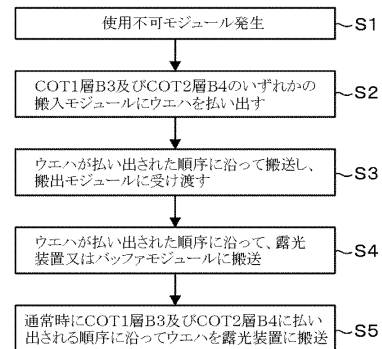 使用不可モジュール発生
S1
COT1層B3及びCOT2層B4のいずれかの
搬入モジュールにウエハを払い出す
S2
ウエハが払い出された順序に沿って搬送し、
搬出モジュールに受け渡す
S3
ウエハが払い出された順序に沿って、露光
装置又はバッファモジュールに搬送
S4
通常時にCOT1層B3及びCOT2層B4に払い
出される順序に沿ってウエハを露光装置に搬送
S5